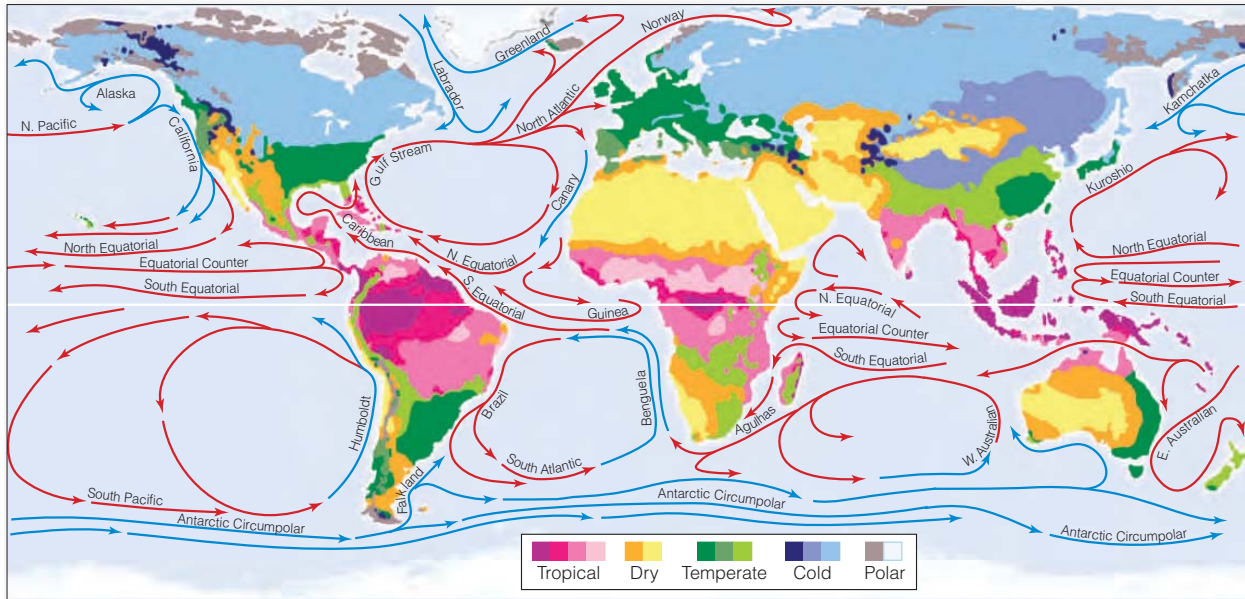 Norway
Greenland
Labrador
Alaska
Kamchatka
North Atlantic
N. Pacific
California
Gulf Stream
Canary
Kuroshio
Caribbean
North Equatorial
Equatorial Counter
South Equatorial
N. Equatorial
S. Equatorial
Guinea
N. Equatorial
Equatorial Counter
South Equatorial
North Equatorial
Equatorial Counter
South Equatorial
Humboldt
Brazil
Benguela
Agulhas
W. Australian
E. Australian
South Atlantic
Falkland
South Pacific
Antarctic Circumpolar
Antarctic Circumpolar
Antarctic Circumpolar
Tropical Dry Temperate Cold Polar